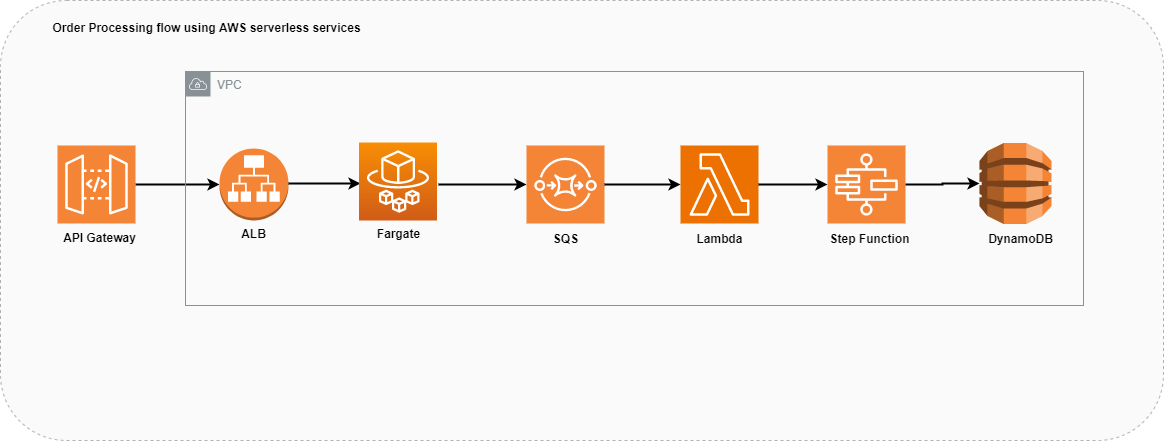 Order Processing flow using AWS serverless services
VPC
API Gateway
ALB
Fargate
SQS
Lambda
Step Function
DynamoDB